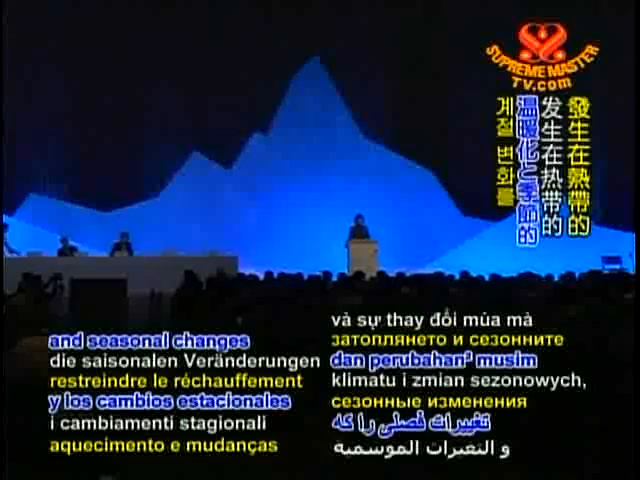 SUPREME MASTER
TV.com
發生在熱帶的
发生在热带的
温暖化と季節的
계절 변화를
and seasonal changes
die saisonalen Veränderungen
restreindre le réchauffement
y los cambios estacionales
i cambiamenti stagionali
aquecimento e mudanças
và sự thay đổi mùa mà
затоплянето и сезонните
dan perubahan² musim
klimatu i zmian sezonowych,
сезонные изменения
تغییرات فصلی را که
و التغيرات الموسمية